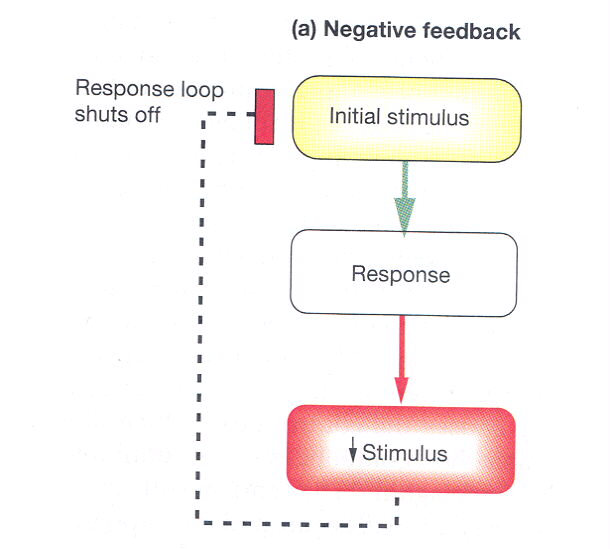 (a) Negative feedback
Response loop
shuts off
Initial stimulus
Response
↓ Stimulus